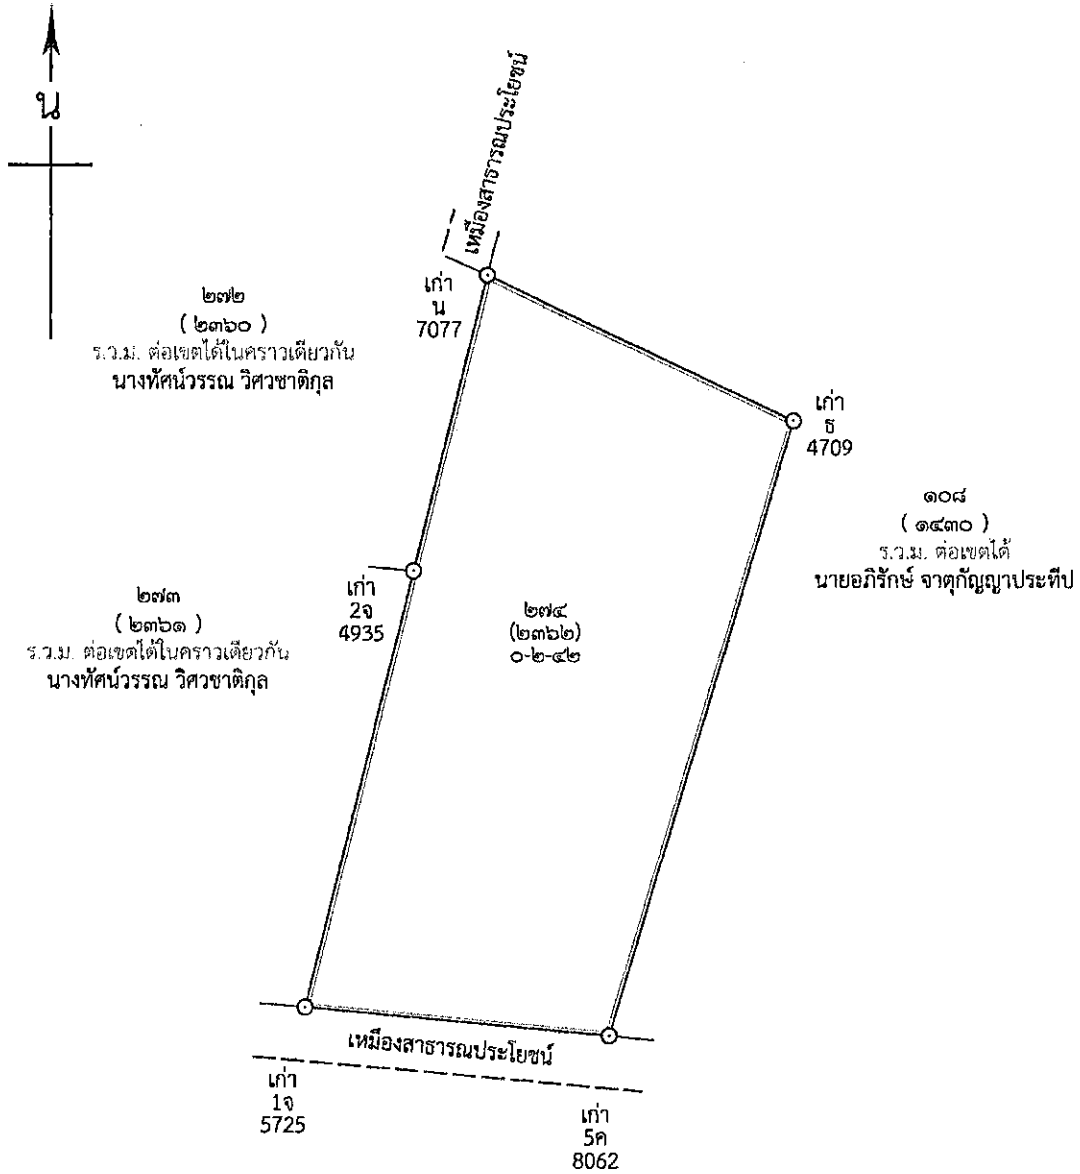 น
เหมืองสาธารณประโยชน์
เก่า
น
7077
๒๗๒
( ๒๓๖๐ )
ร.ว.ม. ต่อเขตได้ในคราวเดียวกัน
นางทัศน์วรรณ วิศวชาติกุล
เก่า
ธ
4709
๑๐๘
( ๑๔๓๐ )
ร.ว.ม. ต่อเขตได้
นายอภิรักษ์ จาตุกัญญาประทีป
เก่า
2จ
4935
๒๗๓
( ๒๓๖๑ )
ร.ว.ม. ต่อเขตได้ในคราวเดียวกัน
นางทัศน์วรรณ วิศวชาติกุล
๒๗๔
(๒๓๖๒)
๐-๒-๔๒
เหมืองสาธารณประโยชน์
เก่า
1จ
5725
เก่า
5ค
8062